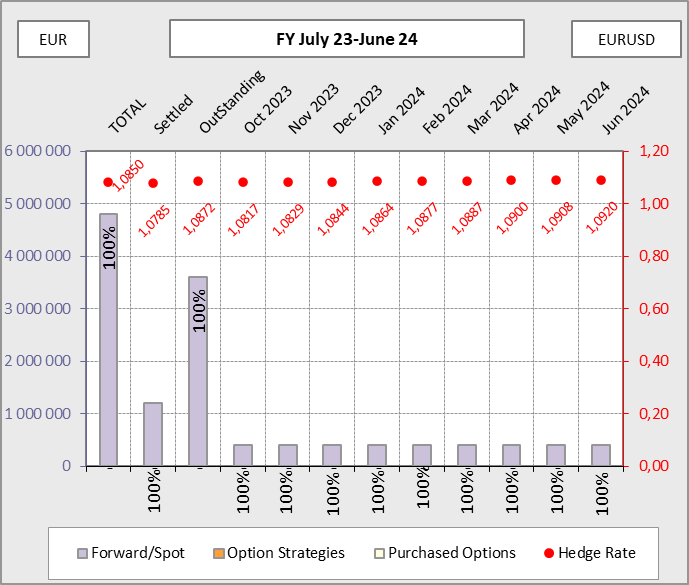 EUR
FY July 23-June 24
EURUSD
TOTAL
Settled
OutStanding
Oct 2023
Nov 2023
Dec 2023
Jan 2024
Feb 2024
Mar 2024
Apr 2024
May 2024
Jun 2024
6 000 000
5 000 000
4 000 000
3 000 000
2 000 000
1 000 000
0
1,20
1,00
0,80
0,60
0,40
0,20
0,00
1,0850
1,0785
1,0872
1,0817
1,0829
1,0844
1,0864
1,0877
1,0887
1,0900
1,0908
1,0920
100%
100%
100%
100%
100%
100%
100%
100%
100%
100%
100%
100%
Forward/Spot
Option Strategies
Purchased Options
Hedge Rate